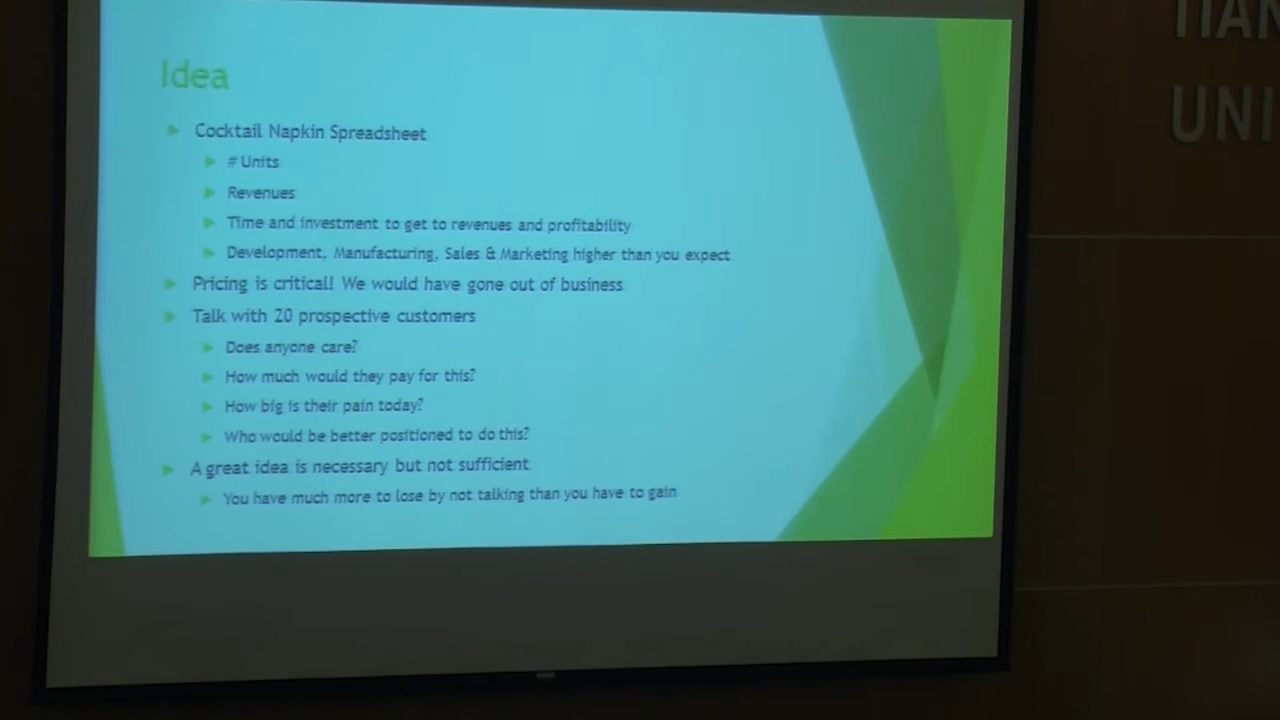 Idea
Cocktail Napkin Spreadsheet
# Units
Revenues
Time and investment to get to revenues and profitability
Development, Manufacturing, Sales & Marketing higher than you expect
Pricing is critical! We would have gone out of business
Talk with 20 prospective customers
Does anyone care?
How much would they pay for this?
How big is their pain today?
Who would be better positioned to do this?
A great idea is necessary but not sufficient
You have much more to lose by not talking than you have to gain
UNI